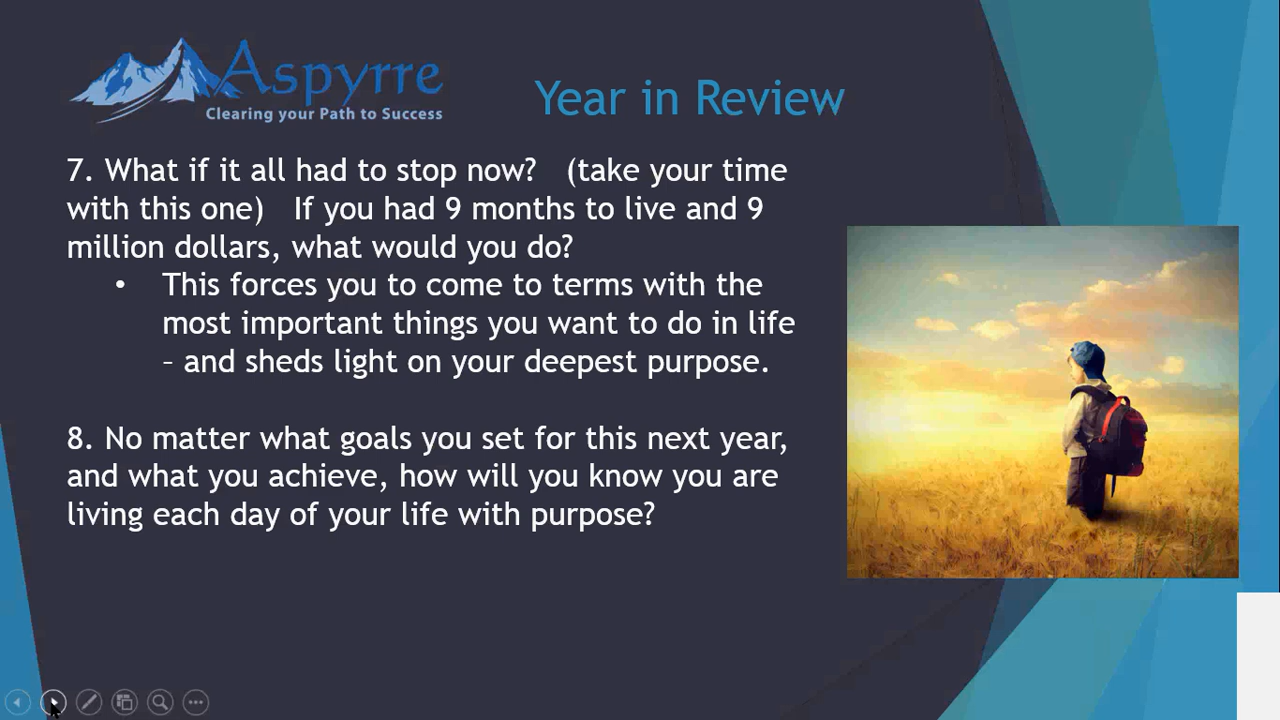 Aspyrre
Clearing your Path to Success
Year in Review
7. What if it all had to stop now? (take your time
with this one) If you had 9 months to live and 9
million dollars, what would you do?
• This forces you to come to terms with the
most important things you want to do in life
– and sheds light on your deepest purpose.
8. No matter what goals you set for this next year,
and what you achieve, how will you know you are
living each day of your life with purpose?